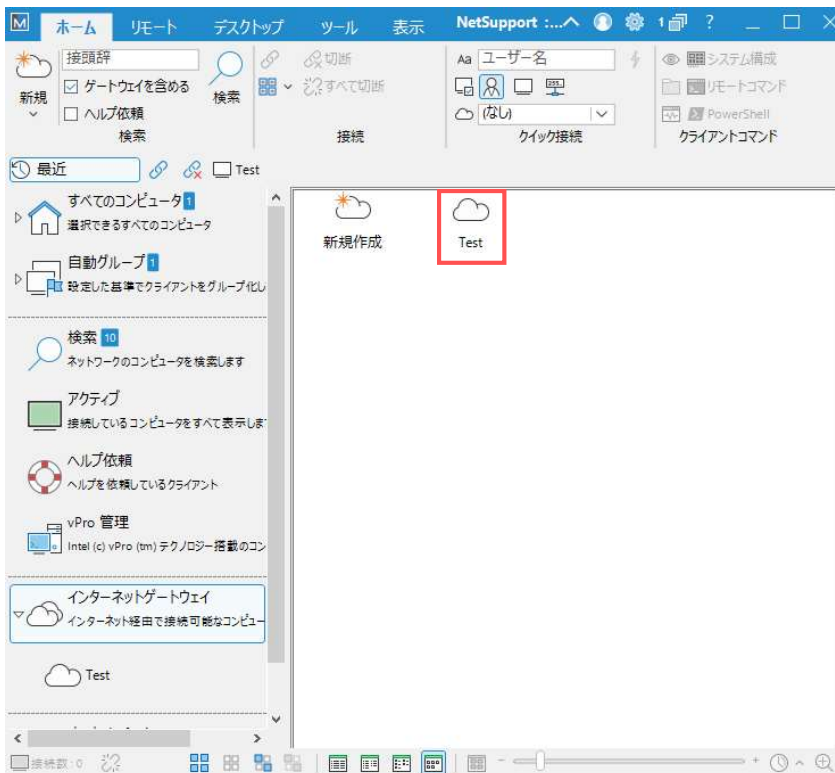 M ホーム リモート デスクトップ ツール 表示 NetSupport :... 1 ?
接頭辞 切断 Aa ユーザー名 システム構成
新規 ゲートウェイを含める 検索 すべて切断 リモートコマンド
ヘルプ依頼 (なし) PowerShell
検索 接続 クイック接続 クライアントコマンド
最近 Test
すべてのコンピュータ 1
選択できるすべてのコンピュータ
新規作成 Test
自動グループ 1
設定した基準でクライアントをグループ化し
検索 10
ネットワークのコンピュータを検索します
アクティブ
接続しているコンピュータをすべて表示しま
ヘルプ依頼
ヘルプを依頼しているクライアント
vPro 管理
Intel (c) vPro (tm) テクノロジー搭載のコン
インターネットゲートウェイ
インターネット経由で接続可能なコンピュー
Test
接続数:0